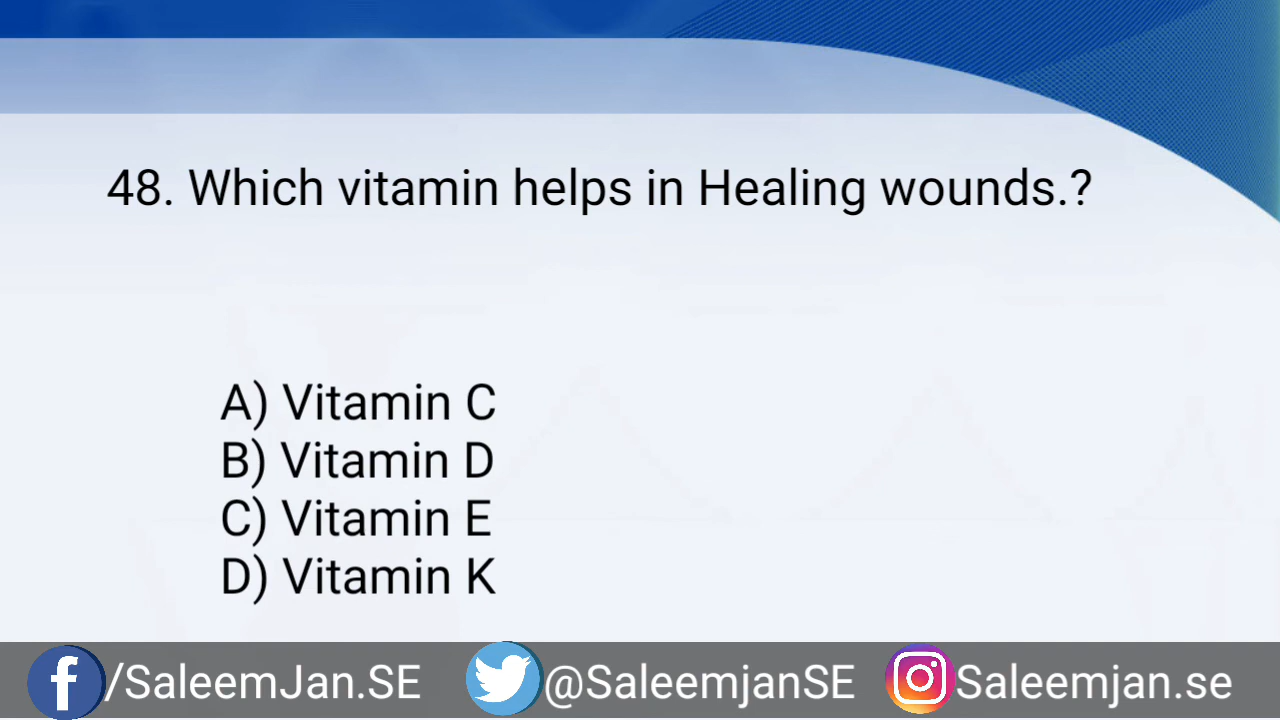 48. Which vitamin helps in Healing wounds.?
A) Vitamin C
B) Vitamin D
C) Vitamin E
D) Vitamin K
/SaleemJan.SE @SaleemjanSE Saleemjan.se